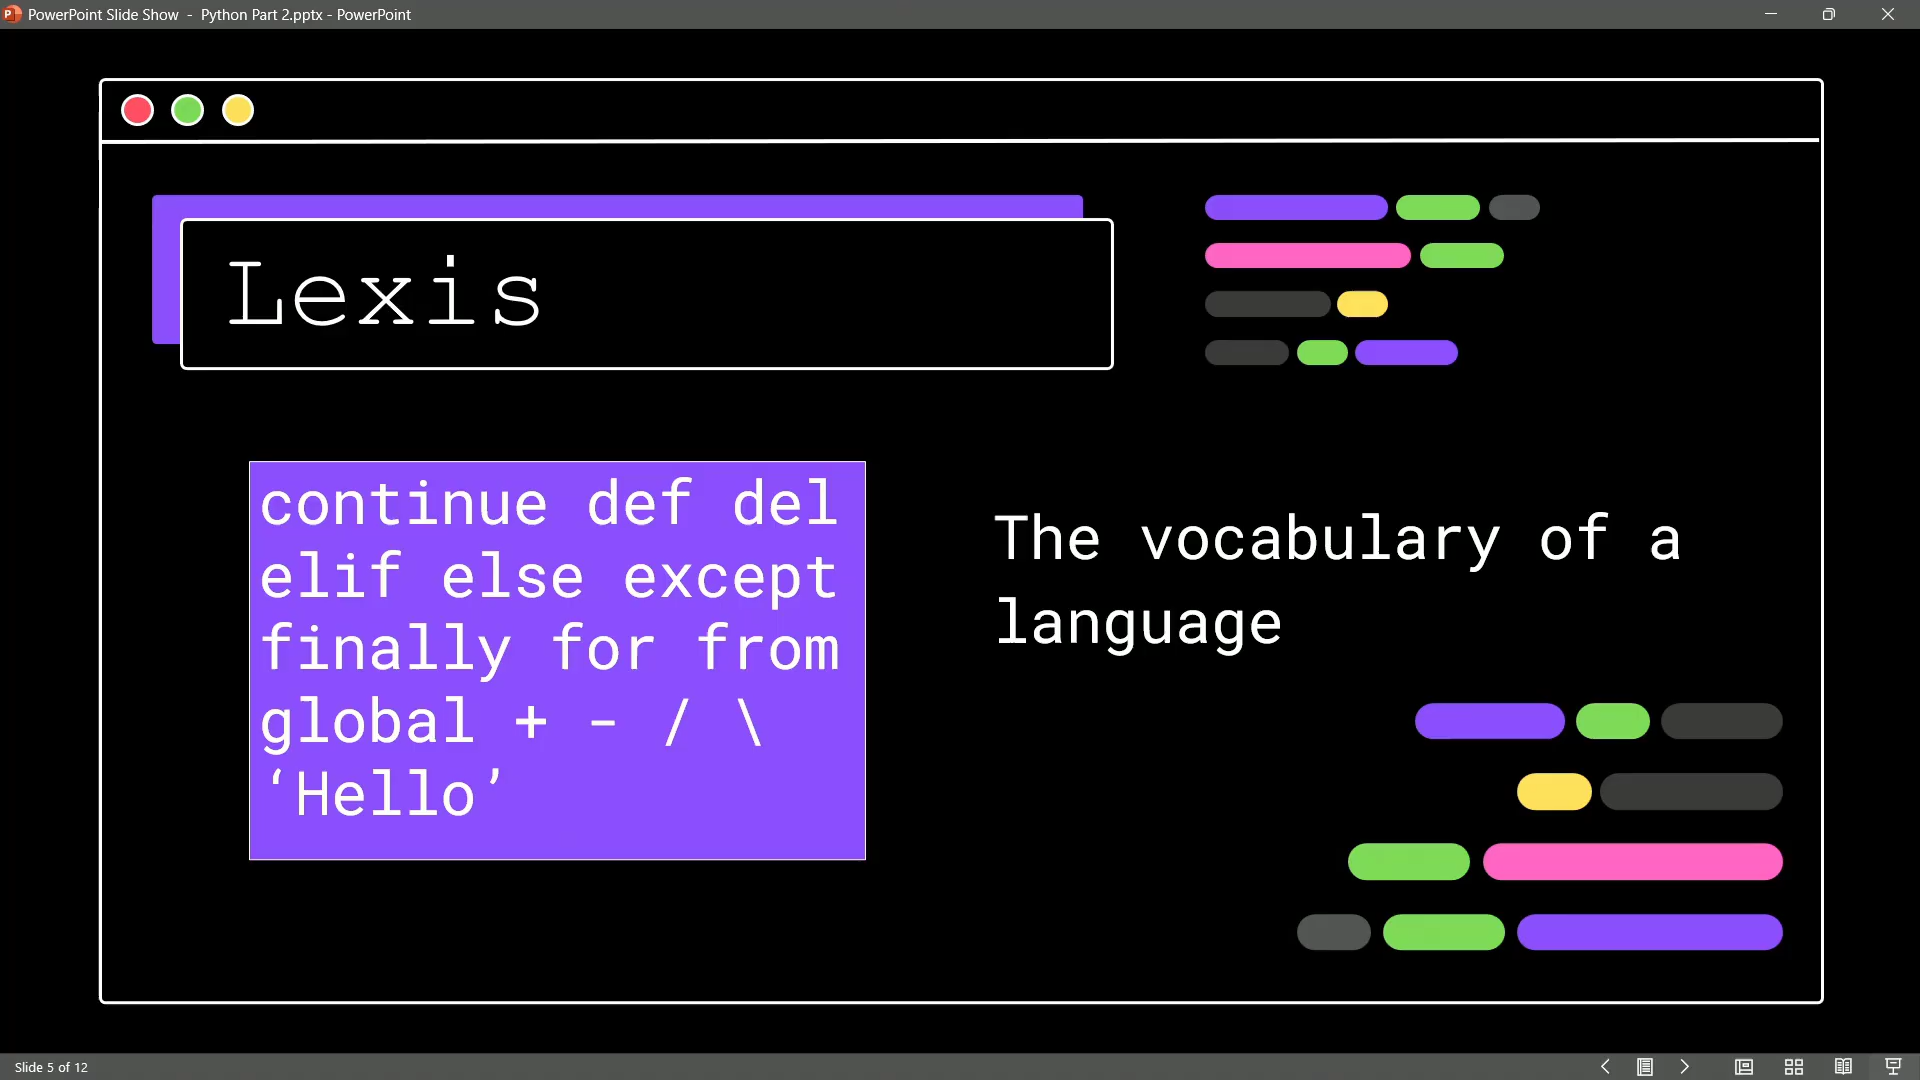 PowerPoint Slide Show - Python Part 2.pptx - PowerPoint
Lexis
continue def del
elif else except
finally for from
global + - / \
‘Hello’
The vocabulary of a
language
Slide 5 of 12